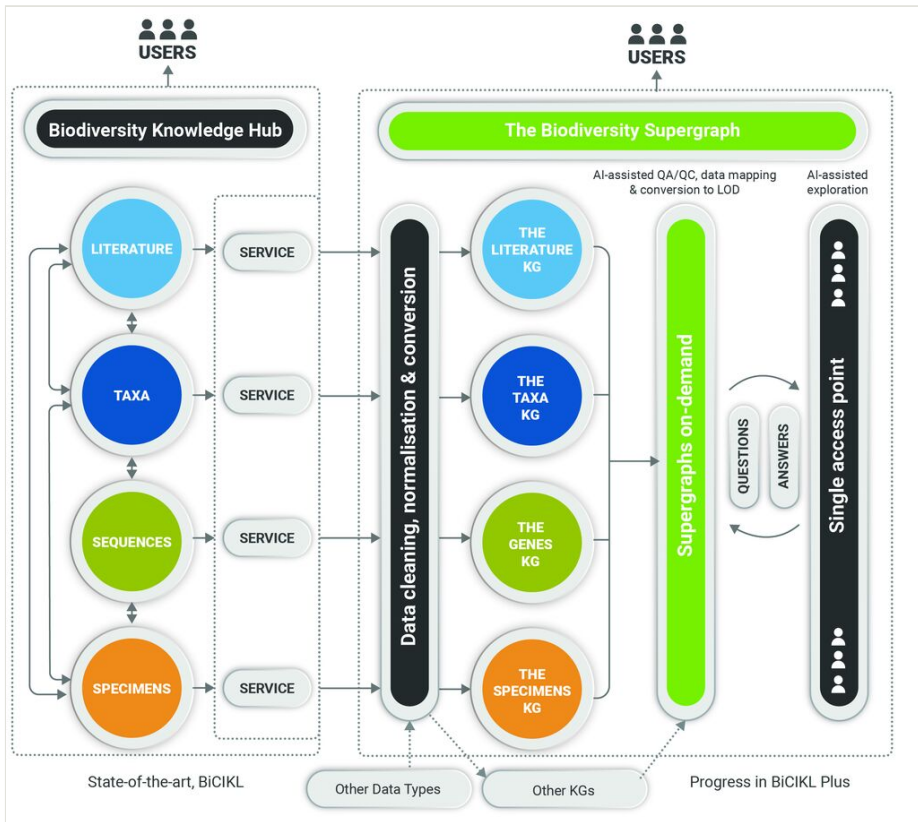 USERS
USERS
Biodiversity Knowledge Hub
The Biodiversity Supergraph
AI-assisted QA/QC, data mapping
& conversion to LOD
AI-assisted
exploration
LITERATURE
SERVICE
TAXA
SERVICE
SEQUENCES
SERVICE
SPECIMENS
SERVICE
Data cleaning, normalisation & conversion
THE
LITERATURE
KG
THE
TAXA
KG
THE
GENES
KG
THE
SPECIMENS
KG
Supergraphs on-demand
QUESTIONS
ANSWERS
Single access point
State-of-the-art, BiCIKL
Other Data Types
Other KGs
Progress in BiCIKL Plus